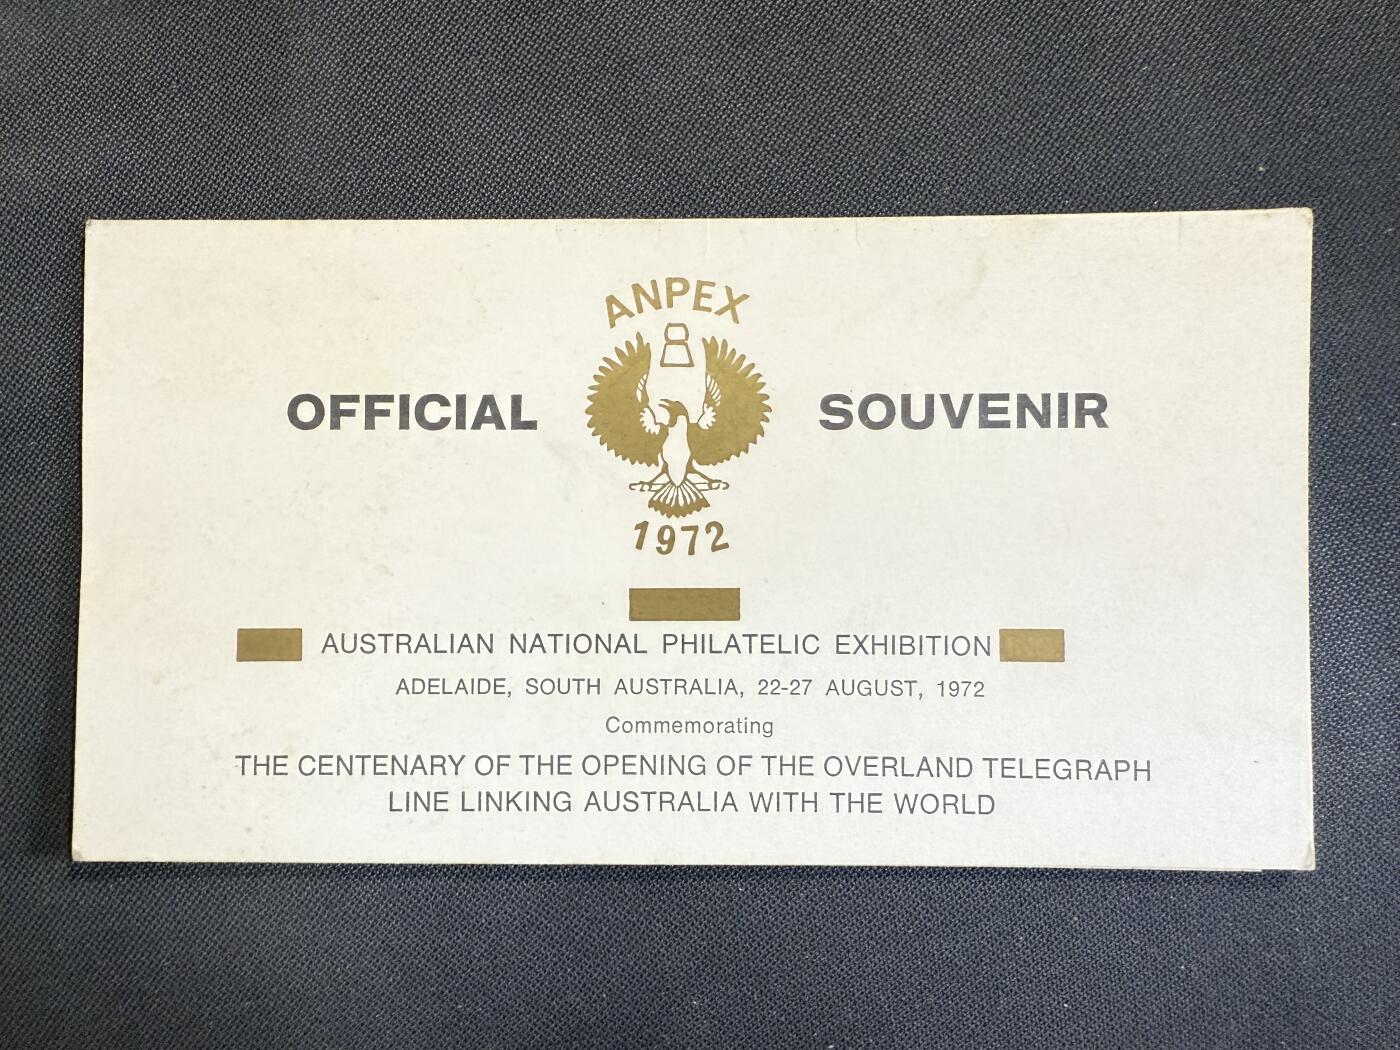 ANPEX
OFFICIAL SOUVENIR
1972
AUSTRALIAN NATIONAL PHILATELIC EXHIBITION
ADELAIDE, SOUTH AUSTRALIA, 22-27 AUGUST, 1972
Commemorating
THE CENTENARY OF THE OPENING OF THE OVERLAND TELEGRAPH
LINE LINKING AUSTRALIA WITH THE WORLD